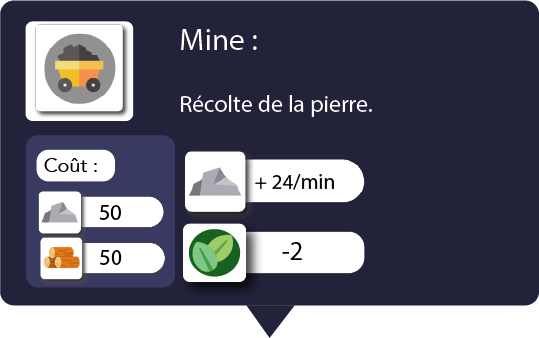 Mine :
Récolte de la pierre.
Coût :
50
50
+ 24/min
-2